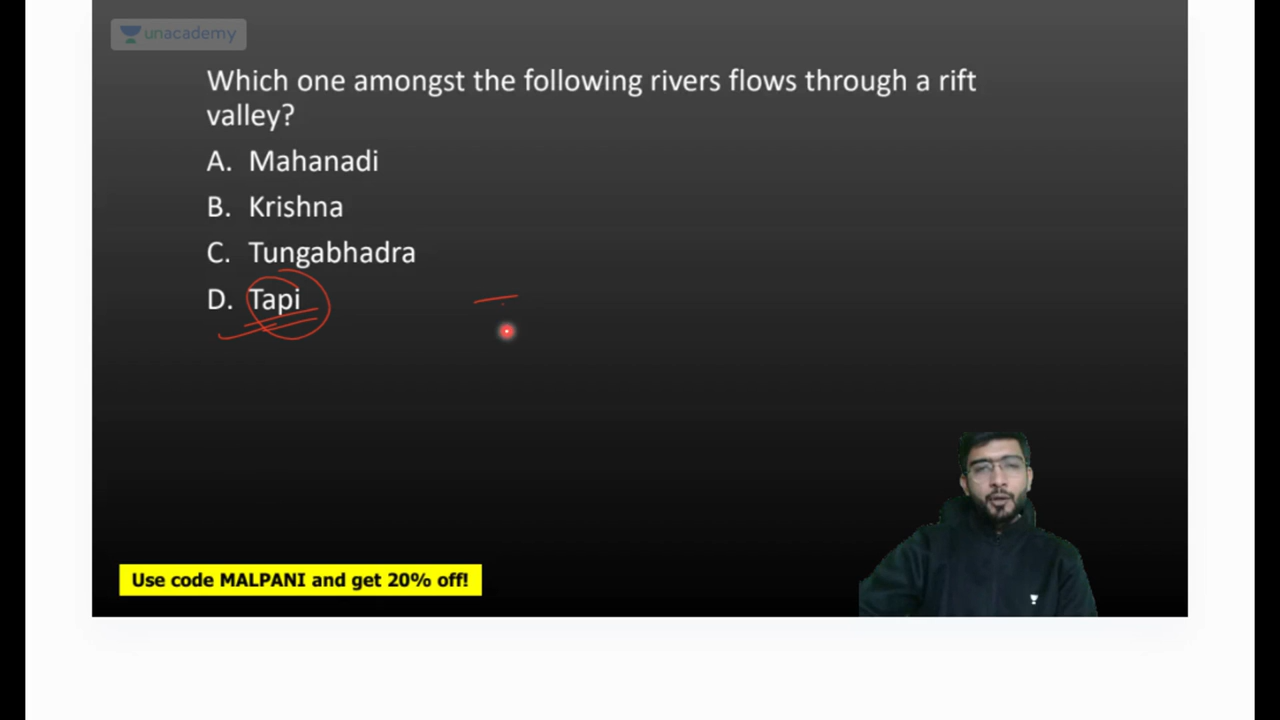 unacademy
Which one amongst the following rivers flows through a rift
valley?
A. Mahanadi
B. Krishna
C. Tungabhadra
D. Tapi
Use code MALPANI and get 20% off!